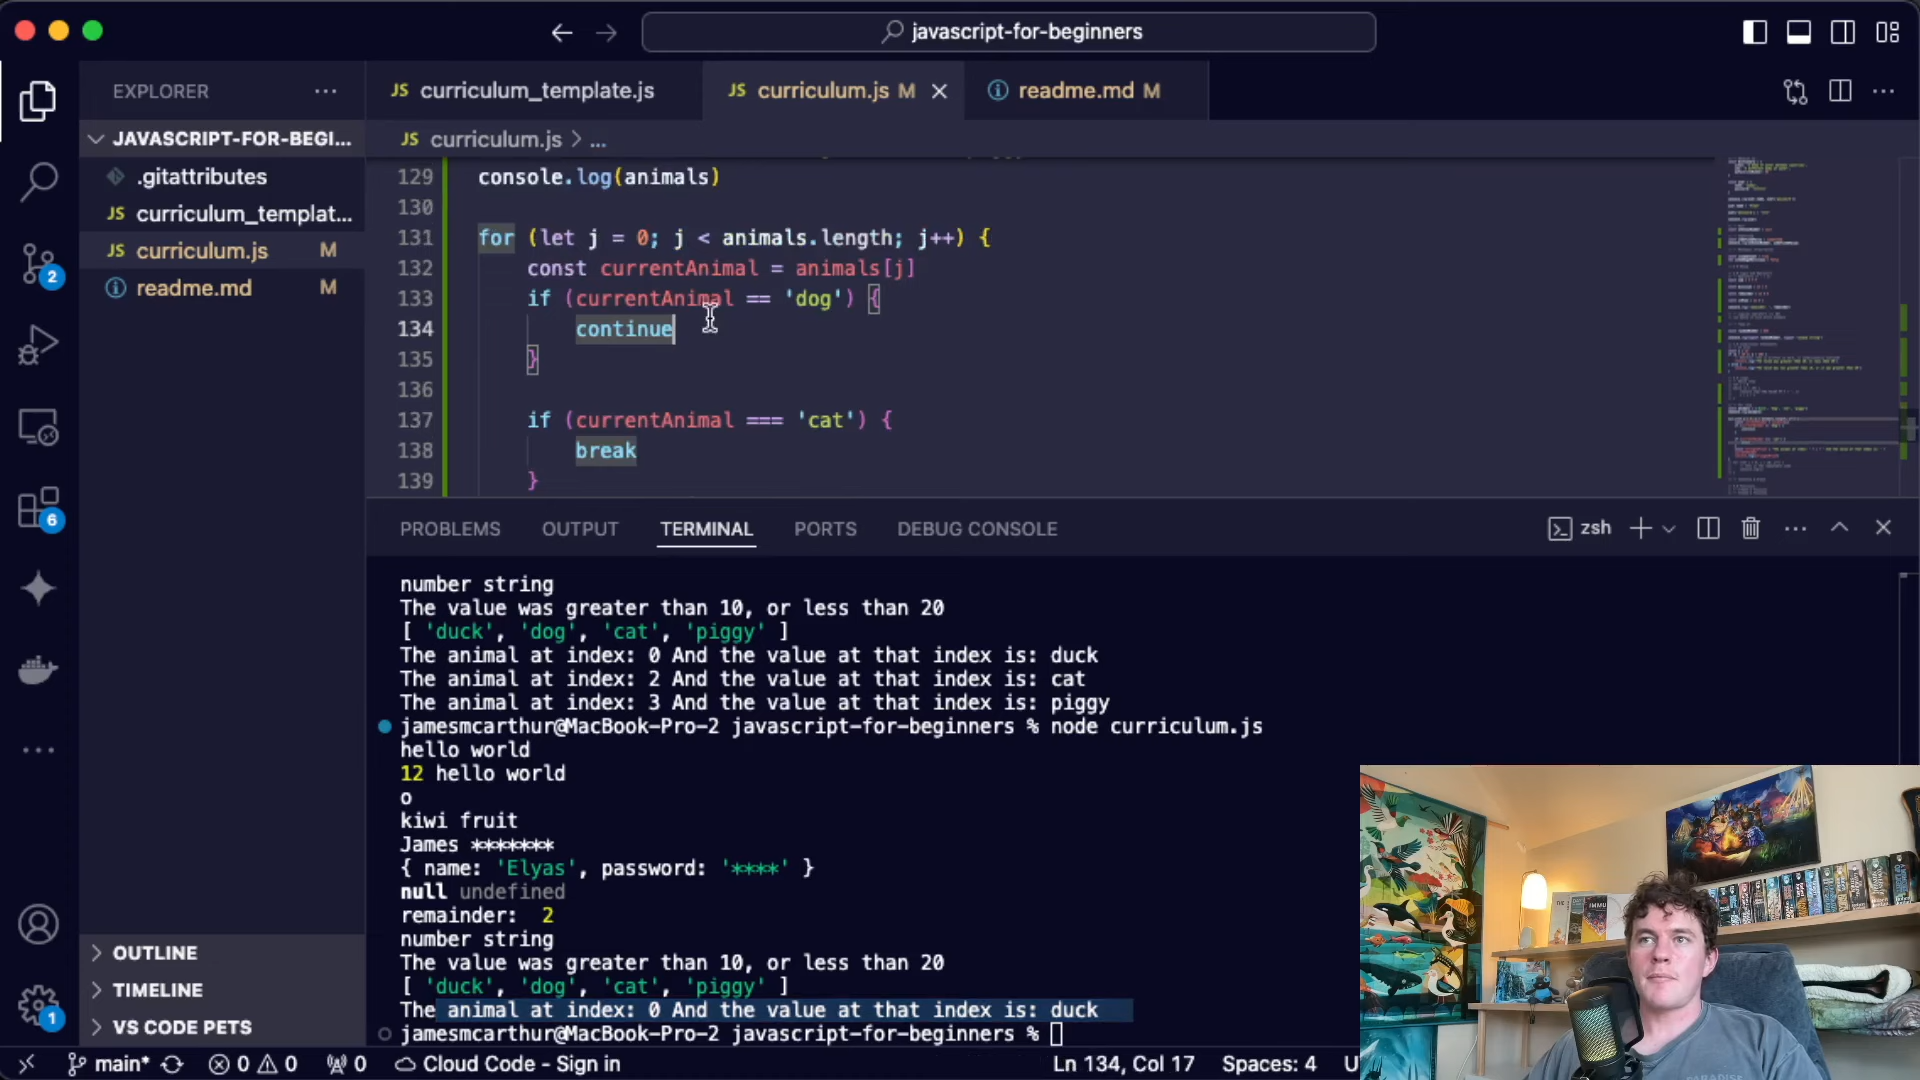 javascript-for-beginners
EXPLORER
JS curriculum_template.js
JS curriculum.js M
readme.md M
JAVASCRIPT-FOR-BEGI...
JS curriculum.js > ...
.gitattributes
JS curriculum_templat...
JS curriculum.js M
readme.md M
2
6
1
129 console.log(animals)
130
131 for (let j = 0; j < animals.length; j++) {
132 const currentAnimal = animals[j]
133 if (currentAnimal == 'dog') {
134 continue
135 }
136
137 if (currentAnimal === 'cat') {
138 break
139 }
PROBLEMS OUTPUT TERMINAL PORTS DEBUG CONSOLE
zsh
number string
The value was greater than 10, or less than 20
[ 'duck', 'dog', 'cat', 'piggy' ]
The animal at index: 0 And the value at that index is: duck
The animal at index: 2 And the value at that index is: cat
The animal at index: 3 And the value at that index is: piggy
jamesmcarthur@MacBook-Pro-2 javascript-for-beginners % node curriculum.js
hello world
12 hello world
o
kiwi fruit
James *******
{ name: 'Elyas', password: '****' }
null undefined
remainder: 2
number string
The value was greater than 10, or less than 20
[ 'duck', 'dog', 'cat', 'piggy' ]
The animal at index: 0 And the value at that index is: duck
jamesmcarthur@MacBook-Pro-2 javascript-for-beginners %
OUTLINE
TIMELINE
VS CODE PETS
main* 0 0 0 Cloud Code - Sign in Ln 134, Col 17 Spaces: 4 U